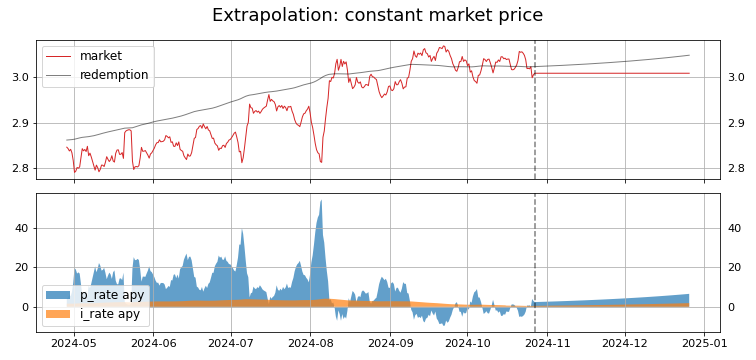 Extrapolation: constant market price
market
redemption
3.0 3.0
2.9 2.9
2.8 2.8
40 40
20 20
0 0
p_rate apy
i_rate apy
2024-05 2024-06 2024-07 2024-08 2024-09 2024-10 2024-11 2024-12 2025-01